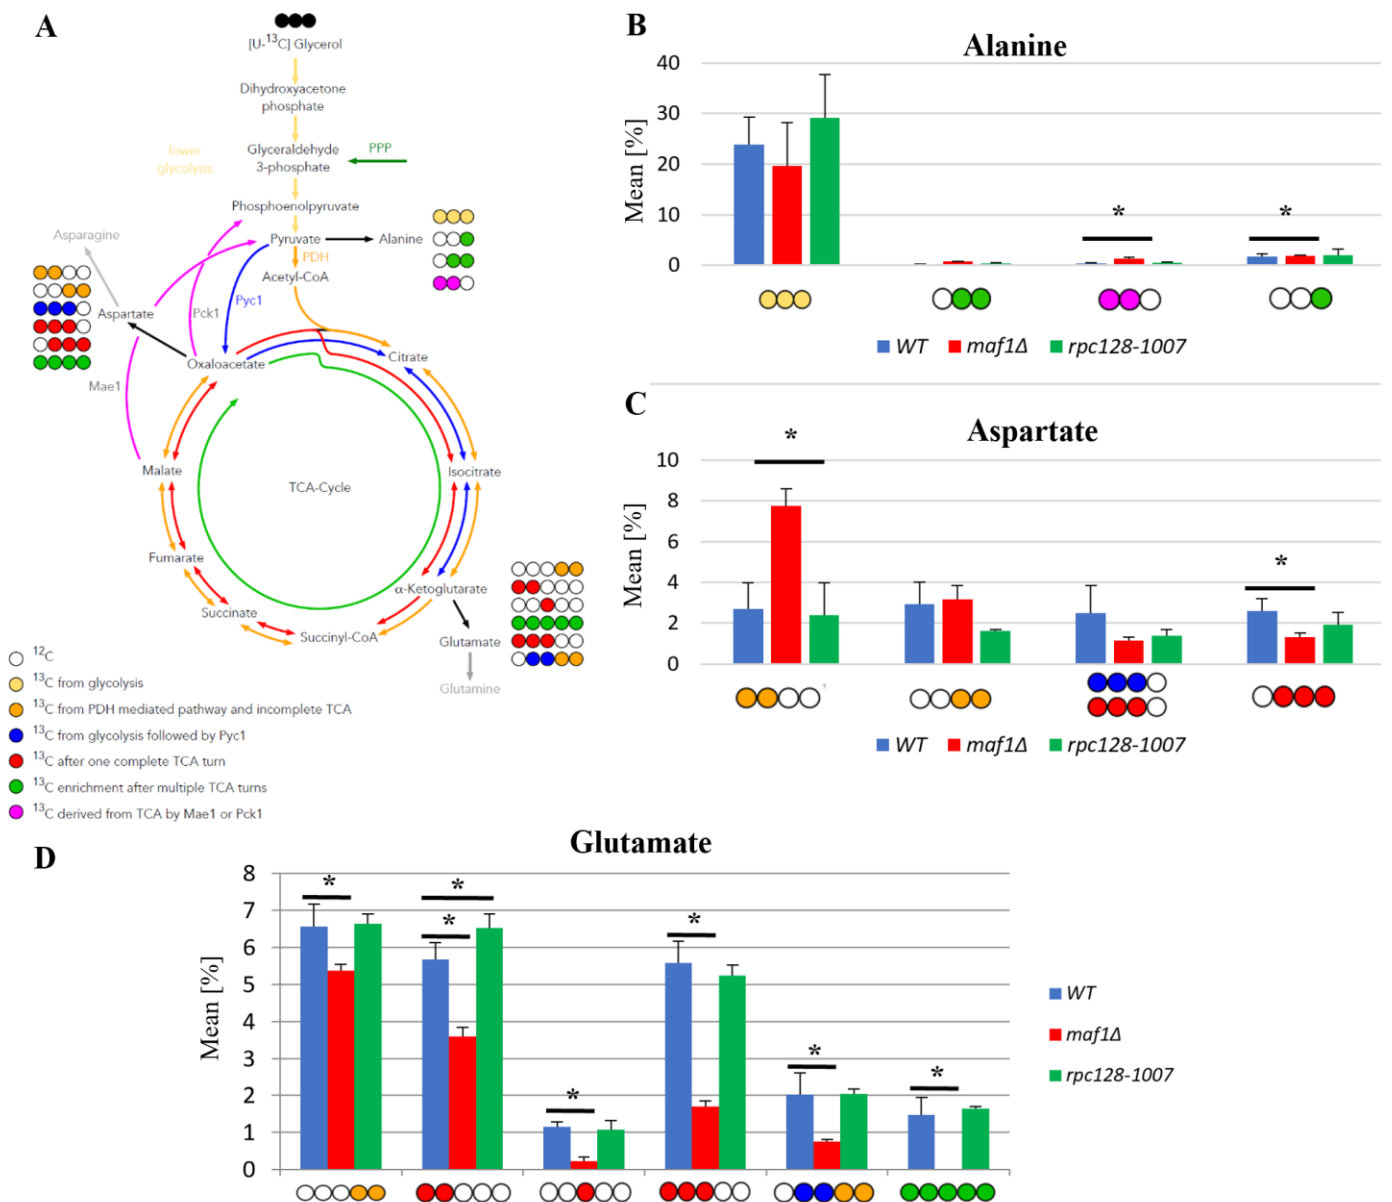 A
[U-13C] Glycerol
Dihydroxyacetone
phosphate
lower
glycolysis
Glyceraldehyde
3-phosphate
PPP
Phosphoenolpyruvate
Asparagine
Pyruvate
Alanine
PDH
Acetyl-CoA
Aspartate
Pck1
Pyc1
Oxaloacetate
Citrate
Mae1
Malate
Isocitrate
TCA-Cycle
Fumarate
α-Ketoglutarate
Succinate
Succinyl-CoA
Glutamate
Glutamine
12C
13C from glycolysis
13C from PDH mediated pathway and incomplete TCA
13C from glycolysis followed by Pyc1
13C after one complete TCA turn
13C enrichment after multiple TCA turns
13C derived from TCA by Mae1 or Pck1
B
Alanine
Mean [%]
40
30
20
10
0
*
*
WT maf1Δ rpc128-1007
C
Aspartate
Mean [%]
10
8
6
4
2
0
*
*
WT maf1Δ rpc128-1007
D
Glutamate
Mean [%]
8
7
6
5
4
3
2
1
0
*
*
*
*
*
*
*
WT
maf1Δ
rpc128-1007